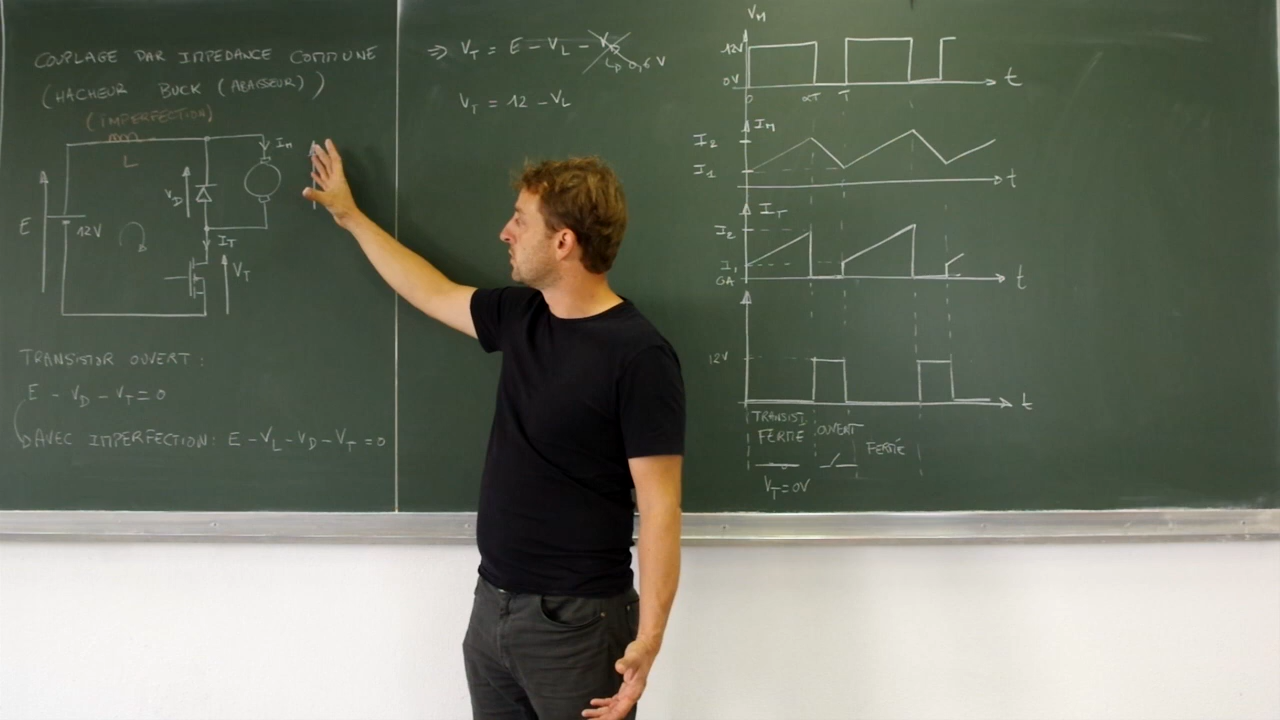 COUPLAGE PAR IMPEDANCE COMMUNE
(HACHEUR BUCK (ABAISSEUR))
(IMPERFECTION)
L
I_M
V_D
E
12V
I_T
V_T
TRANSISTOR OUVERT :
E - V_D - V_T = 0
AVEC IMPERFECTION: E - V_L - V_D - V_T = 0
⇒ V_T = E - V_L - V_D
↳ 0,6 V
V_T = 12 - V_L
V_M
12V
0V
0 αT T t
I_M
I_2
I_1
t
I_T
I_2
I_1
0A
t
12V
t
TRANSIST.
FERMÉ
OUVERT
FERMÉ
V_T = 0V